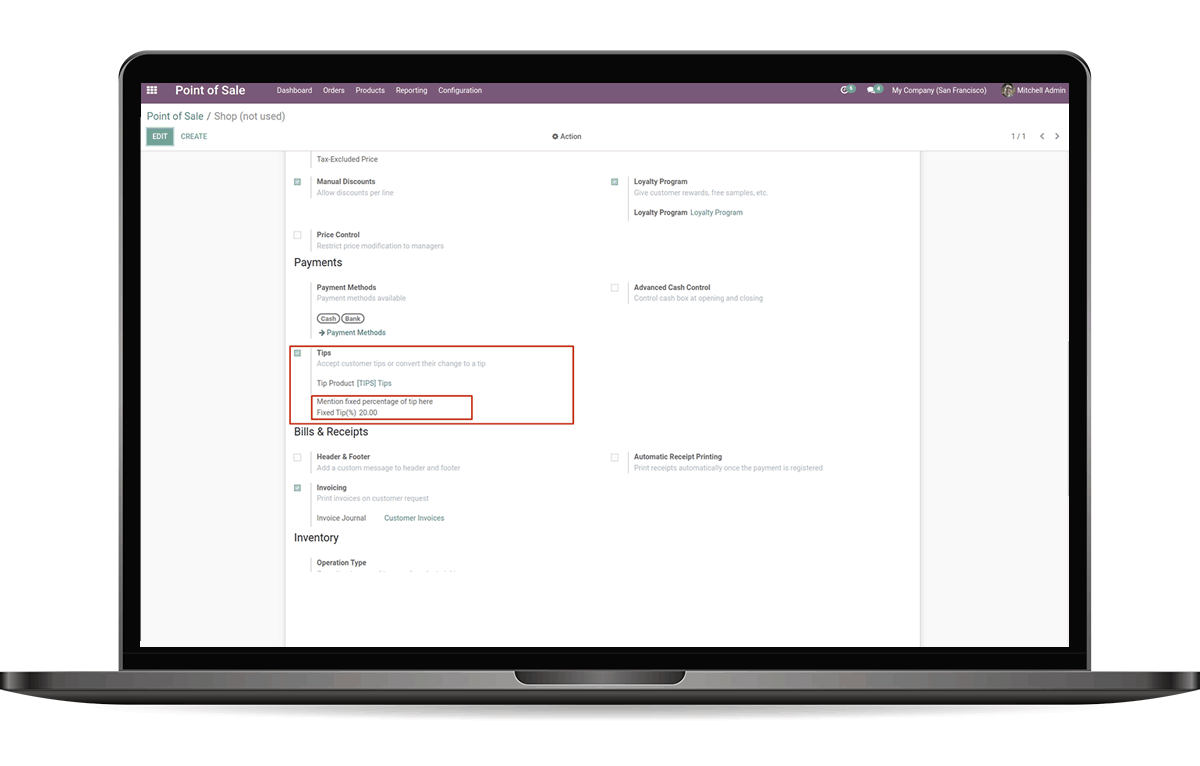 Point of Sale Dashboard Orders Products Reporting Configuration 6 4 My Company (San Francisco) Mitchell Admin
Point of Sale / Shop (not used)
EDIT CREATE Action 1 / 1
Tax-Excluded Price
Manual Discounts
Allow discounts per line
Loyalty Program
Give customer rewards, free samples, etc.
Loyalty Program Loyalty Program
Price Control
Restrict price modification to managers
Payments
Payment Methods
Payment methods available
Cash Bank
Payment Methods
Advanced Cash Control
Control cash box at opening and closing
Tips
Accept customer tips or convert their change to a tip
Tip Product [TIPS] Tips
Mention fixed percentage of tip here
Fixed Tip(%) 20.00
Bills & Receipts
Header & Footer
Add a custom message to header and footer
Automatic Receipt Printing
Print receipts automatically once the payment is registered
Invoicing
Print invoices on customer request
Invoice Journal Customer Invoices
Inventory
Operation Type